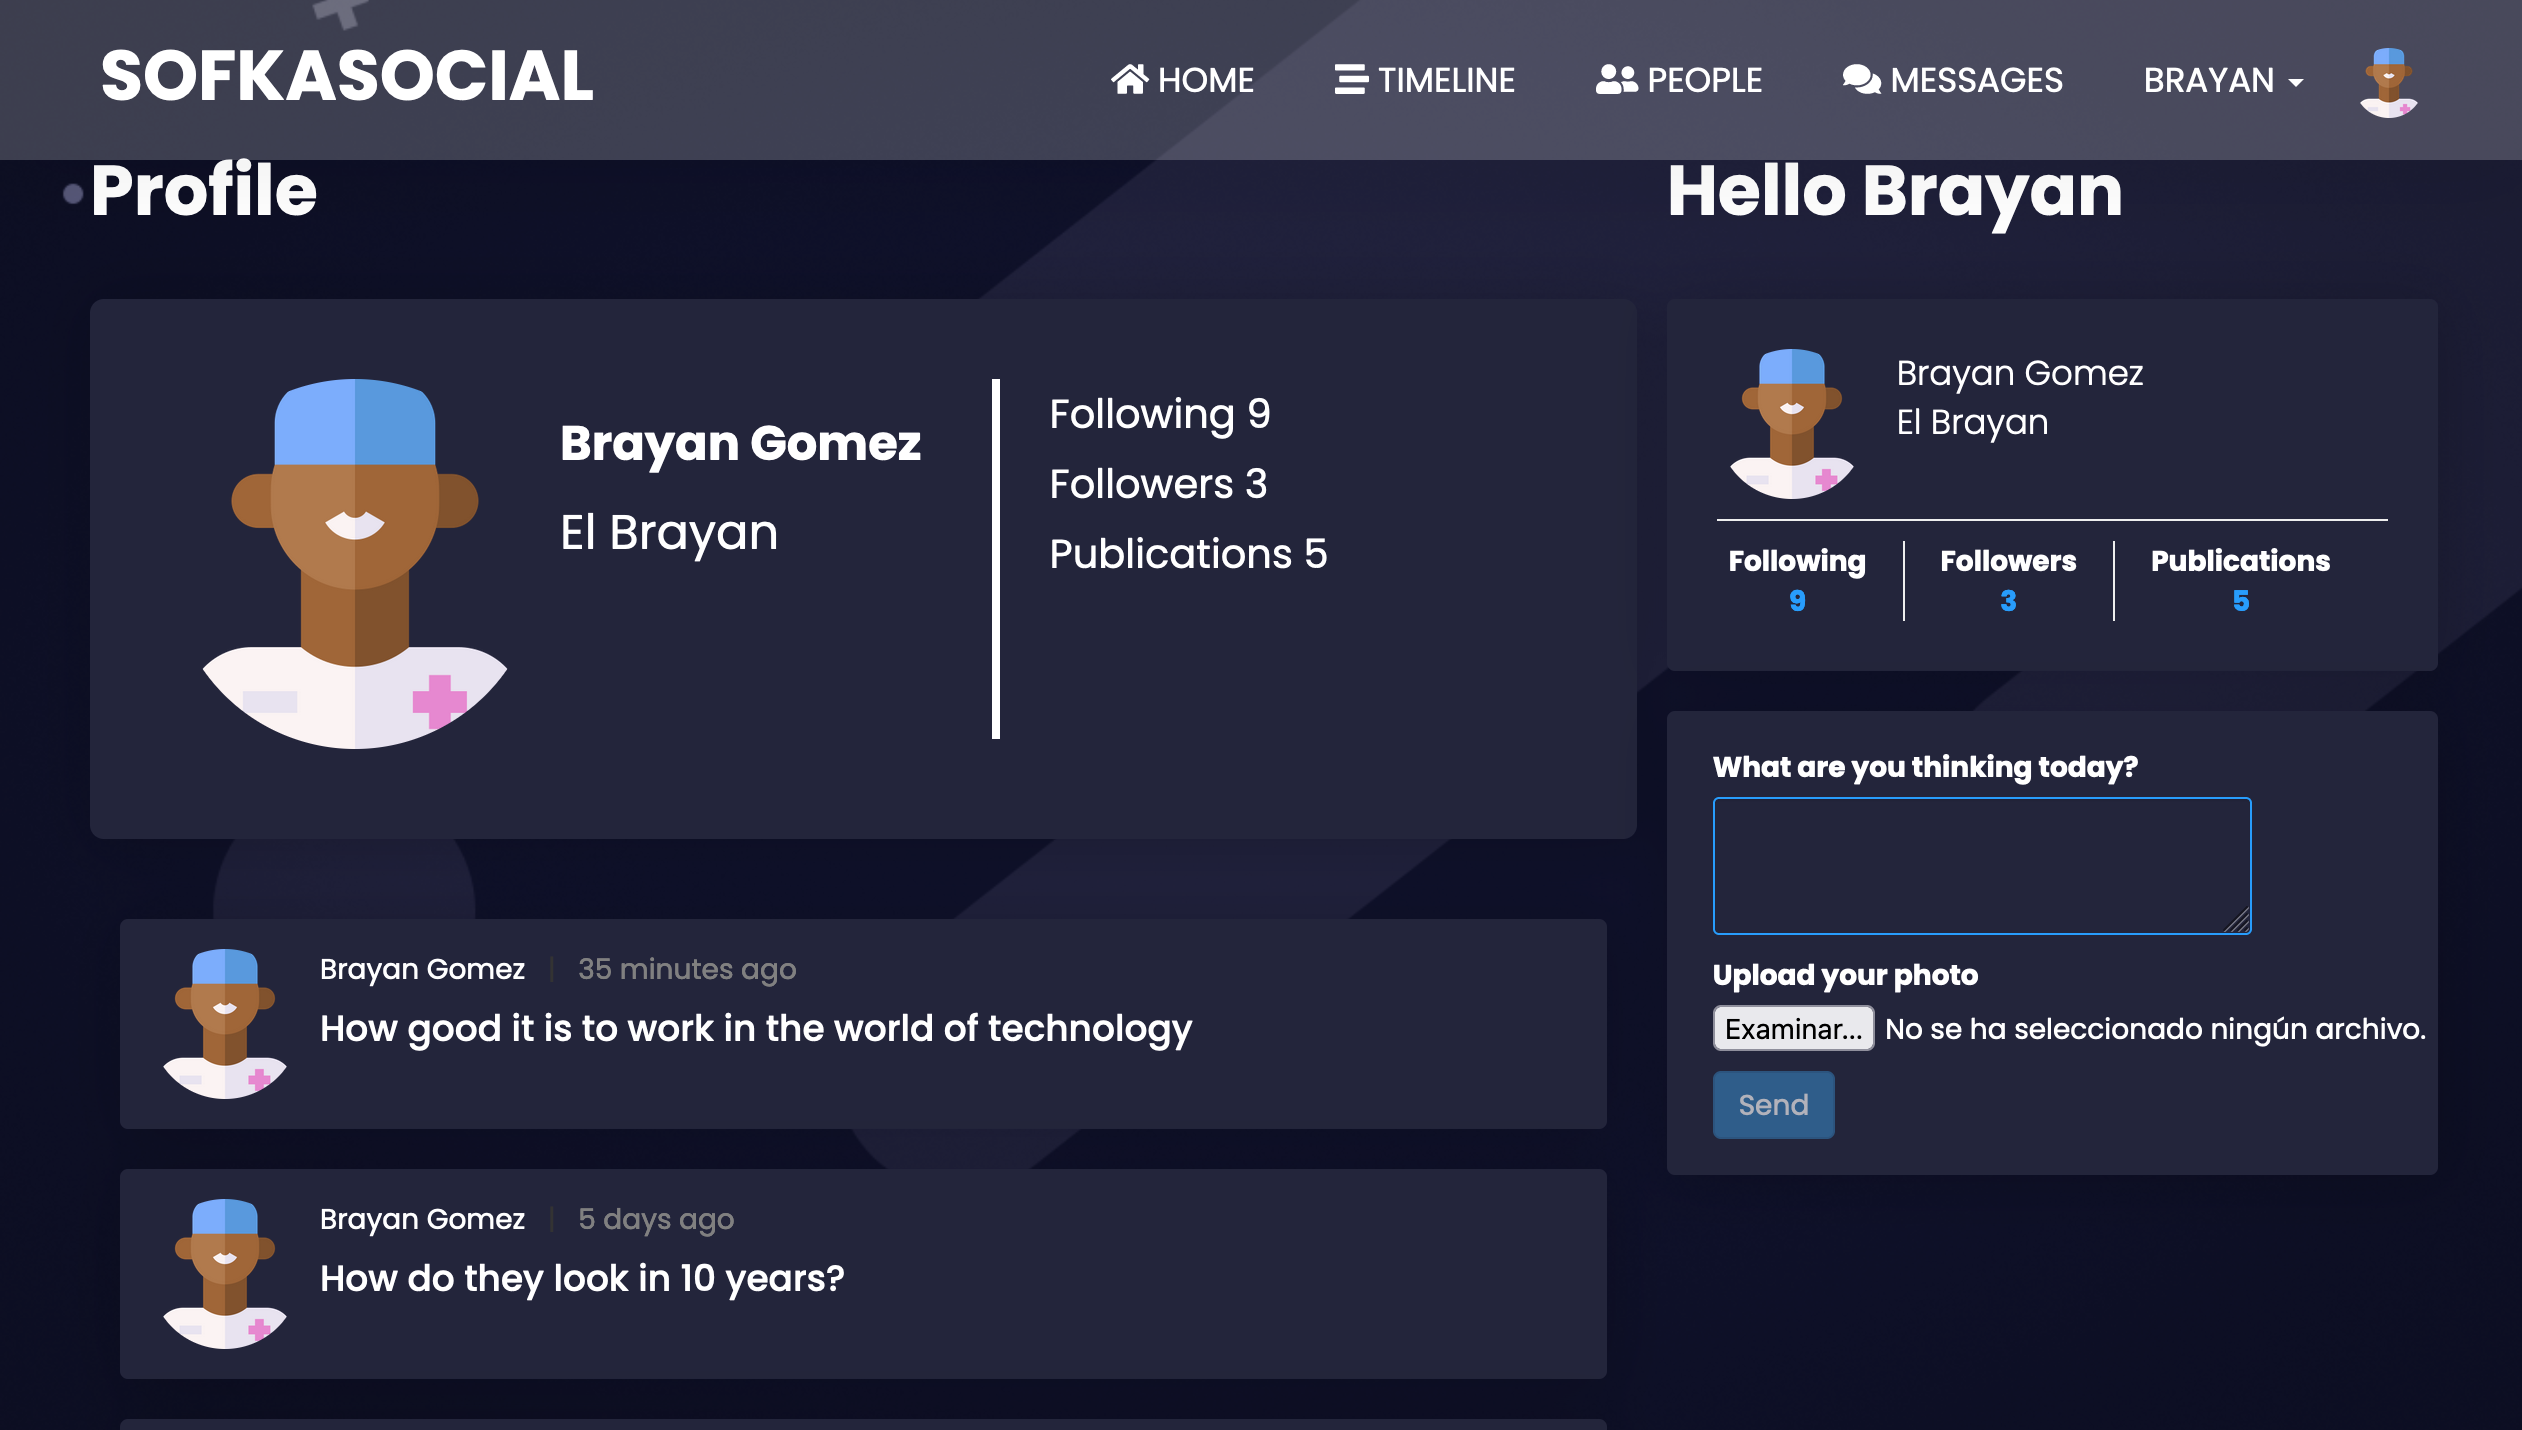 SOFKASOCIAL
HOME
TIMELINE
PEOPLE
MESSAGES
BRAYAN
Profile
Brayan Gomez
El Brayan
Following 9
Followers 3
Publications 5
Brayan Gomez
35 minutes ago
How good it is to work in the world of technology
Brayan Gomez
5 days ago
How do they look in 10 years?
Hello Brayan
Brayan Gomez
El Brayan
Following
9
Followers
3
Publications
5
What are you thinking today?
Upload your photo
Examinar... No se ha seleccionado ningún archivo.
Send